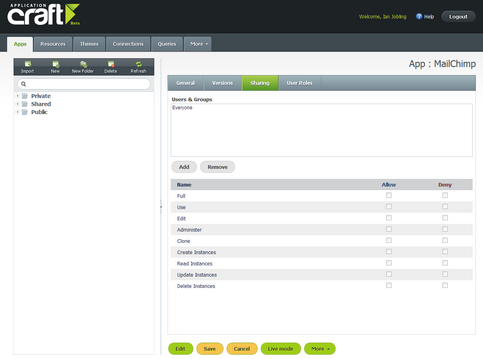 APPLICATION
craft
Beta
Welcome, Ian Jobling
Help
Logout
Apps
Resources
Themes
Connections
Queries
More
Import
New
New Folder
Delete
Refresh
App : MailChimp
Private
Shared
Public
General
Versions
Sharing
User Roles
Users & Groups
Everyone
Add
Remove
Name Allow Deny
Full
Use
Edit
Administer
Clone
Create Instances
Read Instances
Update Instances
Delete Instances
Edit
Save
Cancel
Live mode
More